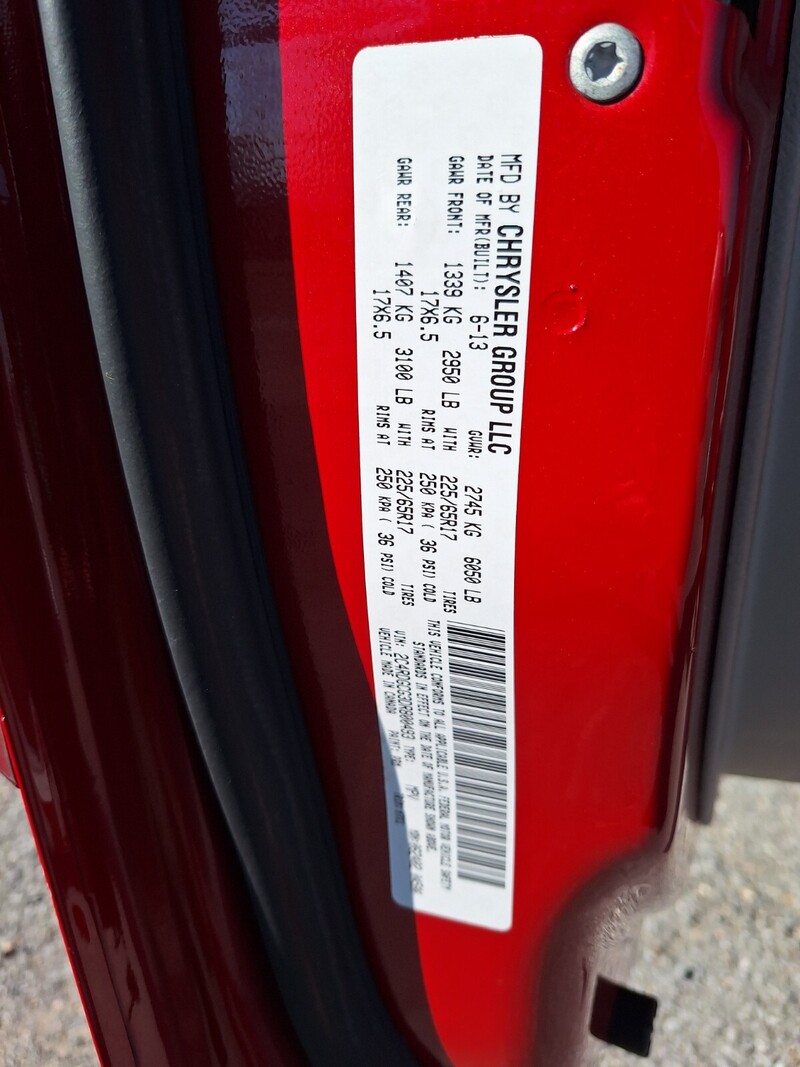 MFD BY CHRYSLER GROUP LLC
DATE OF MFR(BUILT): 6-13 GVWR: 2745 KG 6050 LB
GAWR FRONT: 1339 KG 2950 LB WITH 225/65R17 TIRES
17X6.5 RIMS AT 250 KPA ( 36 PSI) COLD
GAWR REAR: 1407 KG 3100 LB WITH 225/65R17 TIRES
17X6.5 RIMS AT 250 KPA ( 36 PSI) COLD
THIS VEHICLE CONFORMS TO ALL APPLICABLE U.S.A. FEDERAL MOTOR VEHICLE SAFETY
STANDARDS IN EFFECT ON THE DATE OF MANUFACTURE SHOWN ABOVE.
VIN: TYPE: MPV
VEHICLE MADE IN CANADA PAINT: